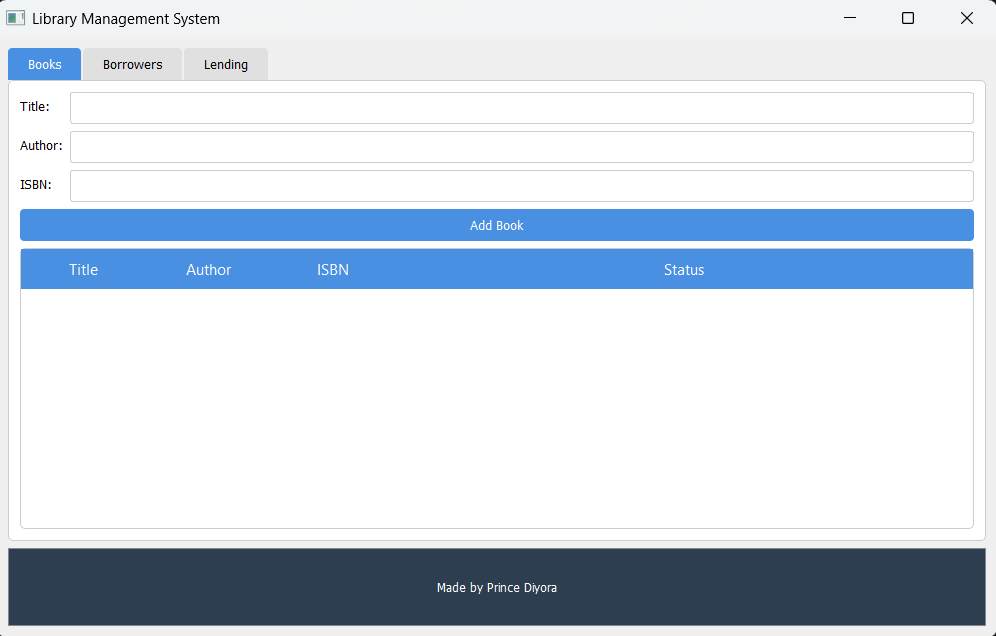 Library Management System
Books Borrowers Lending
Title:
Author:
ISBN:
Add Book
Title Author ISBN Status
Made by Prince Diyora